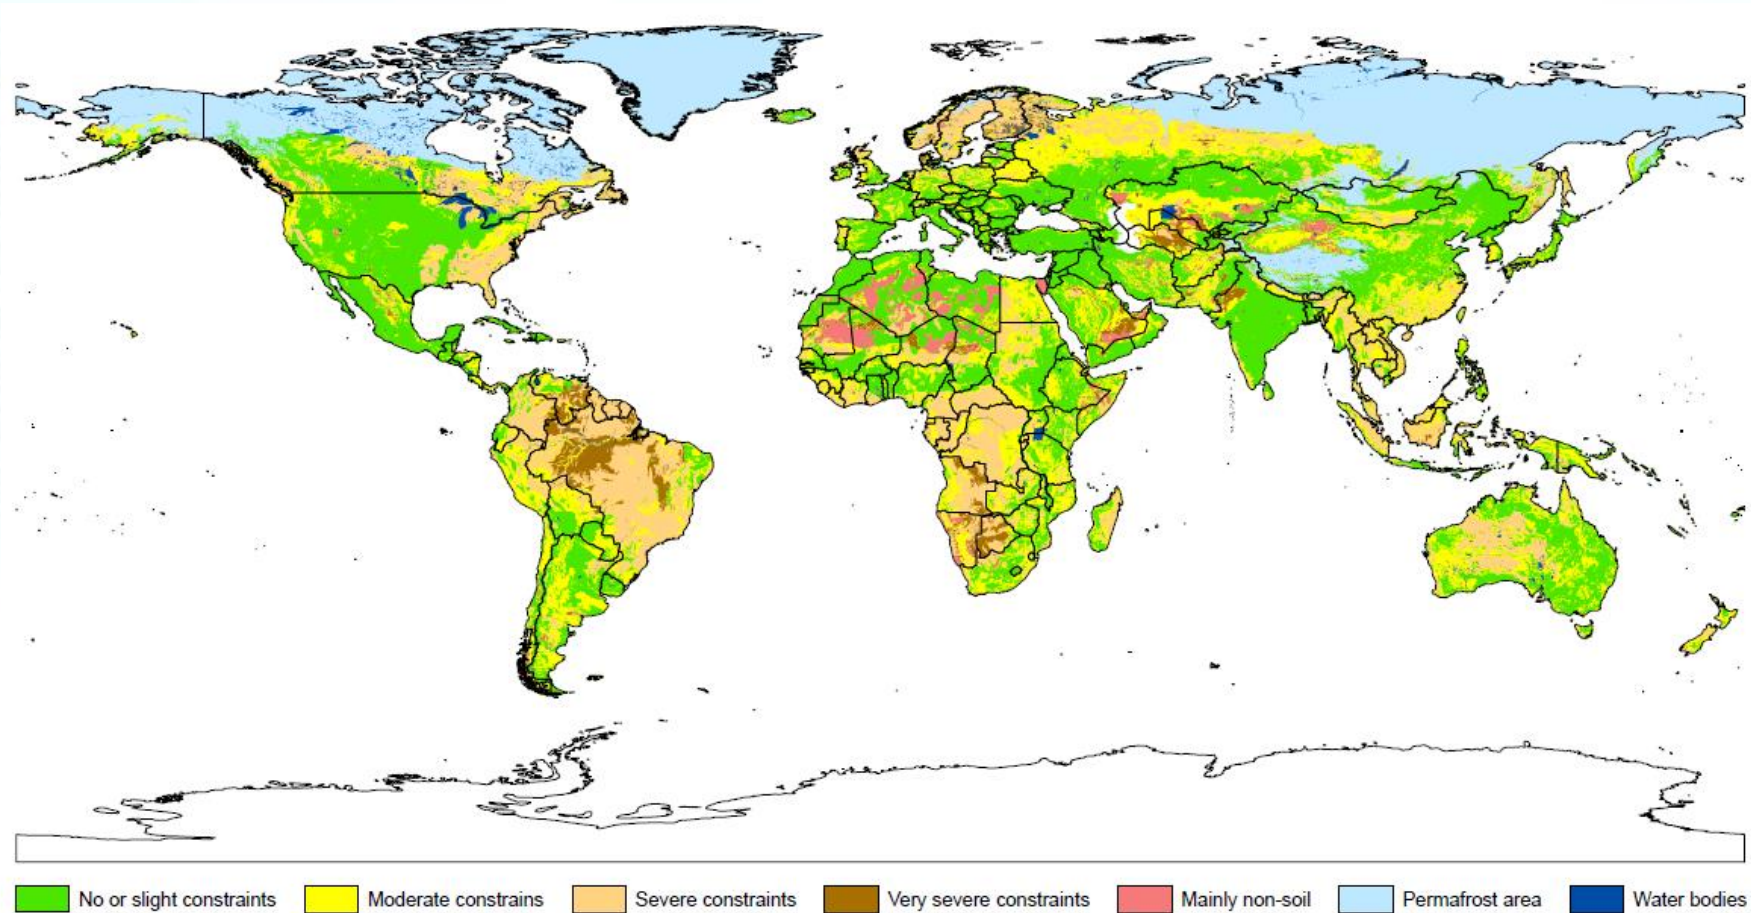 No or slight constraints
Moderate constrains
Severe constraints
Very severe constraints
Mainly non-soil
Permafrost area
Water bodies